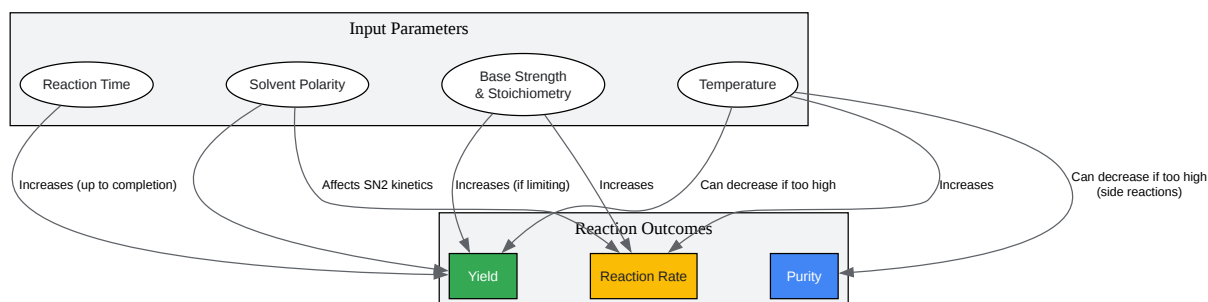 Input Parameters
Reaction Time
Solvent Polarity
Base Strength
& Stoichiometry
Temperature
Increases (up to completion)
Affects SN2 kinetics
Increases (if limiting)
Increases
Can decrease if too high
Increases
Can decrease if too high
(side reactions)
Reaction Outcomes
Yield
Reaction Rate
Purity